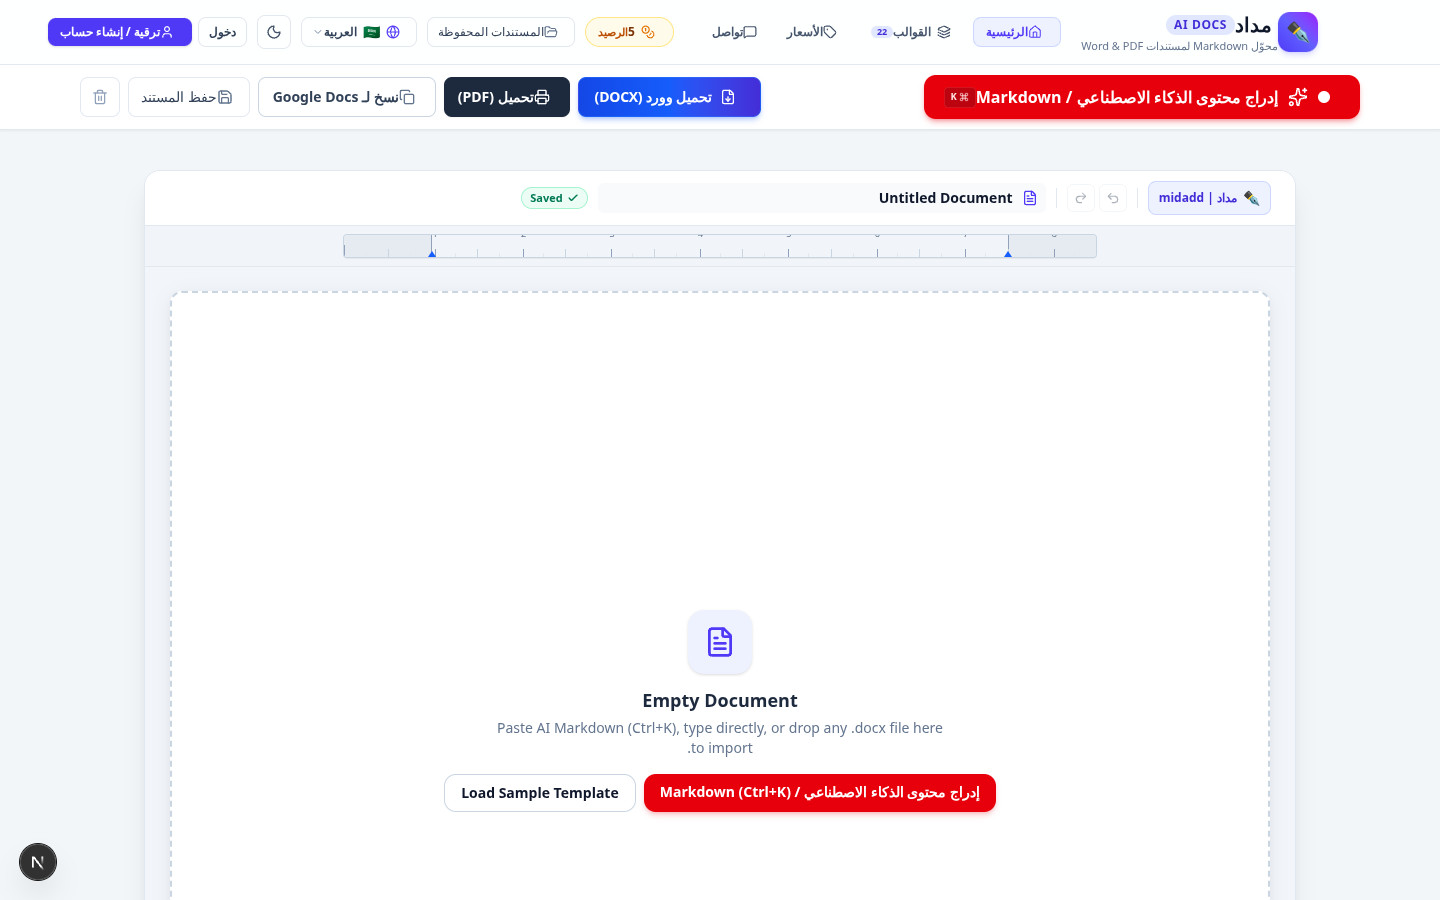 مداد AI DOCS
محوّل Markdown لمستندات Word & PDF
الرئيسية
القوالب 22
الأسعار
تواصل
5 الرصيد
المستندات المحفوظة
العربية
دخول
ترقية / إنشاء حساب
إدراج محتوى الذكاء الاصطناعي / Markdown ⌘K
تحميل وورد (DOCX)
تحميل (PDF)
نسخ لـ Google Docs
حفظ المستند
مداد | midadd
Untitled Document
Saved
Empty Document
Paste AI Markdown (Ctrl+K), type directly, or drop any .docx file here
to import.
إدراج محتوى الذكاء الاصطناعي / Markdown (Ctrl+K)
Load Sample Template
N